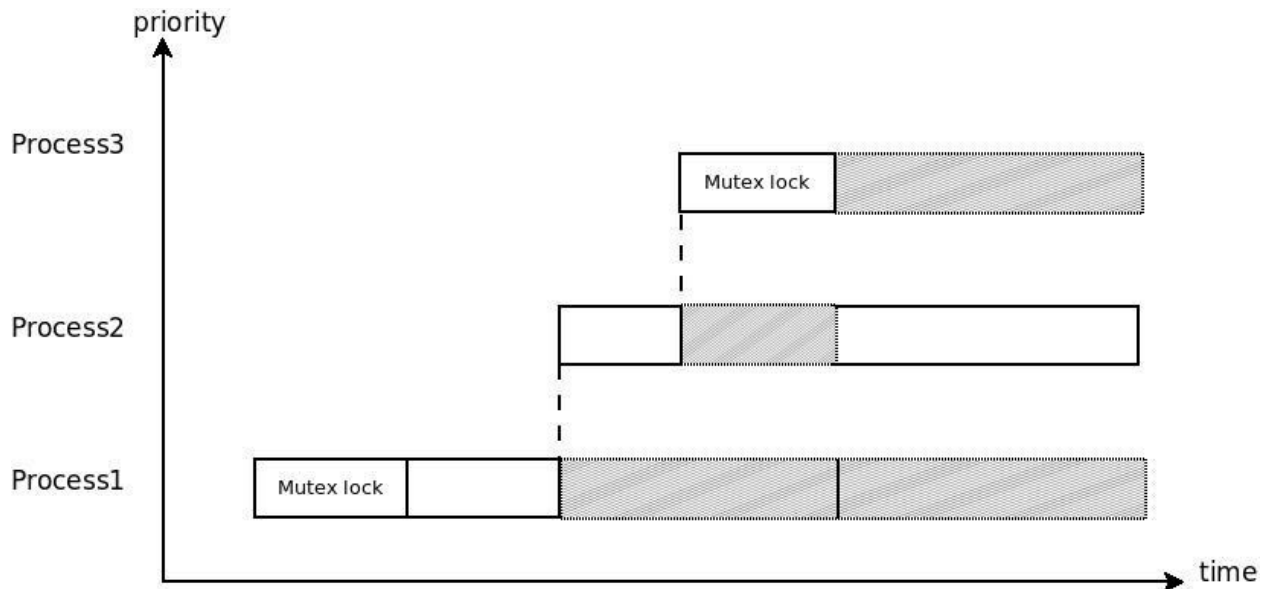 priority
Process3
Mutex lock
Process2
Process1
Mutex lock
time